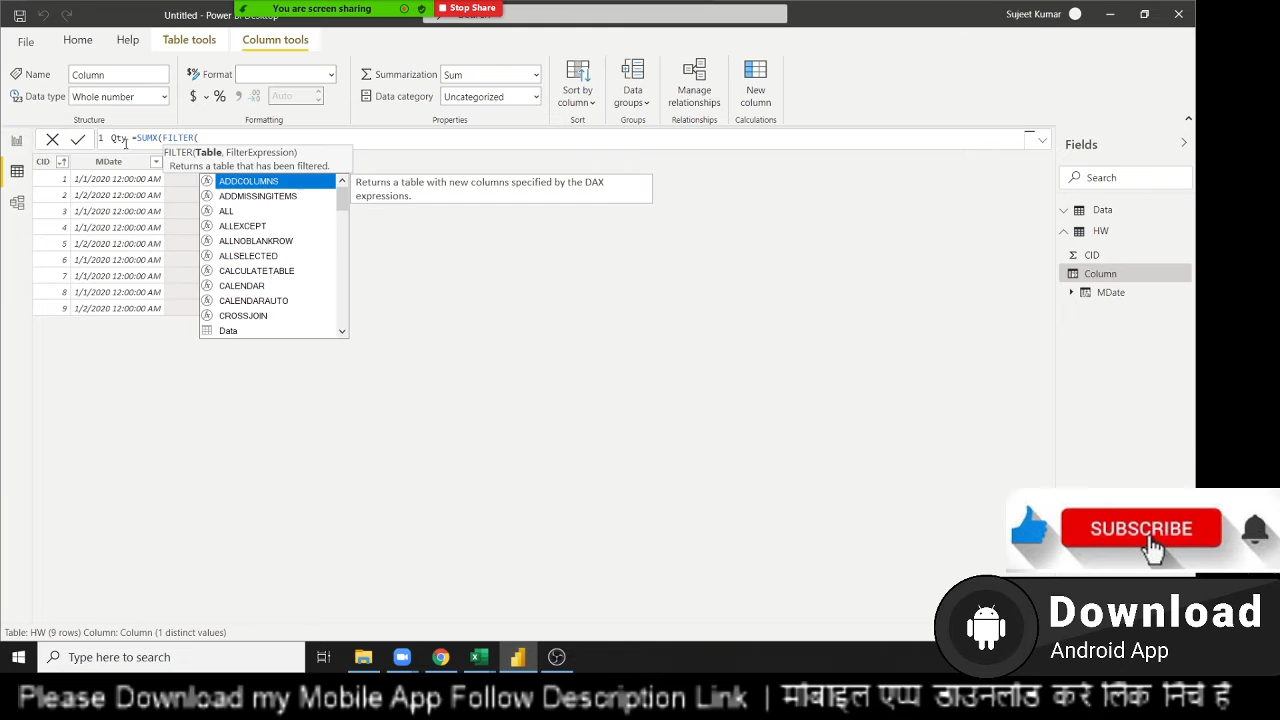 Untitled - Power BI Desktop
You are screen sharing
Stop Share
Sujeet Kumar
File
Home
Help
Table tools
Column tools
Name
Column
Format
Summarization
Sum
Data type
Whole number
$
%
Auto
Data category
Uncategorized
Sort by column
Data groups
Manage relationships
New column
Structure
Formatting
Properties
Sort
Groups
Relationships
Calculations
1 Qty =SUMX(FILTER(
FILTER(Table, FilterExpression)
Returns a table that has been filtered.
CID
MDate
1 1/1/2020 12:00:00 AM
2 1/2/2020 12:00:00 AM
3 1/1/2020 12:00:00 AM
4 1/1/2020 12:00:00 AM
5 1/2/2020 12:00:00 AM
6 1/1/2020 12:00:00 AM
7 1/1/2020 12:00:00 AM
8 1/1/2020 12:00:00 AM
9 1/2/2020 12:00:00 AM
ADDCOLUMNS
ADDMISSINGITEMS
ALL
ALLEXCEPT
ALLNOBLANKROW
ALLSELECTED
CALCULATETABLE
CALENDAR
CALENDARAUTO
CROSSJOIN
Data
Returns a table with new columns specified by the DAX
expressions.
Fields
Search
Data
HW
CID
Column
MDate
SUBSCRIBE
Download
Android App
Table: HW (9 rows) Column: Column (1 distinct values)
Type here to search
Please Download my Mobile App Follow Description Link | मोबाइल एप्प डाउनलोड करे लिंक निचे है